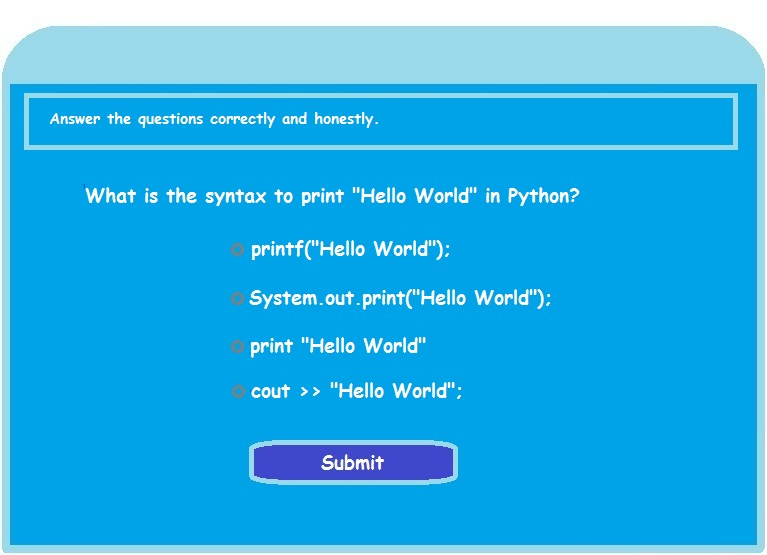 Answer the questions correctly and honestly.
What is the syntax to print "Hello World" in Python?
printf("Hello World");
System.out.print("Hello World");
print "Hello World"
cout >> "Hello World";
Submit